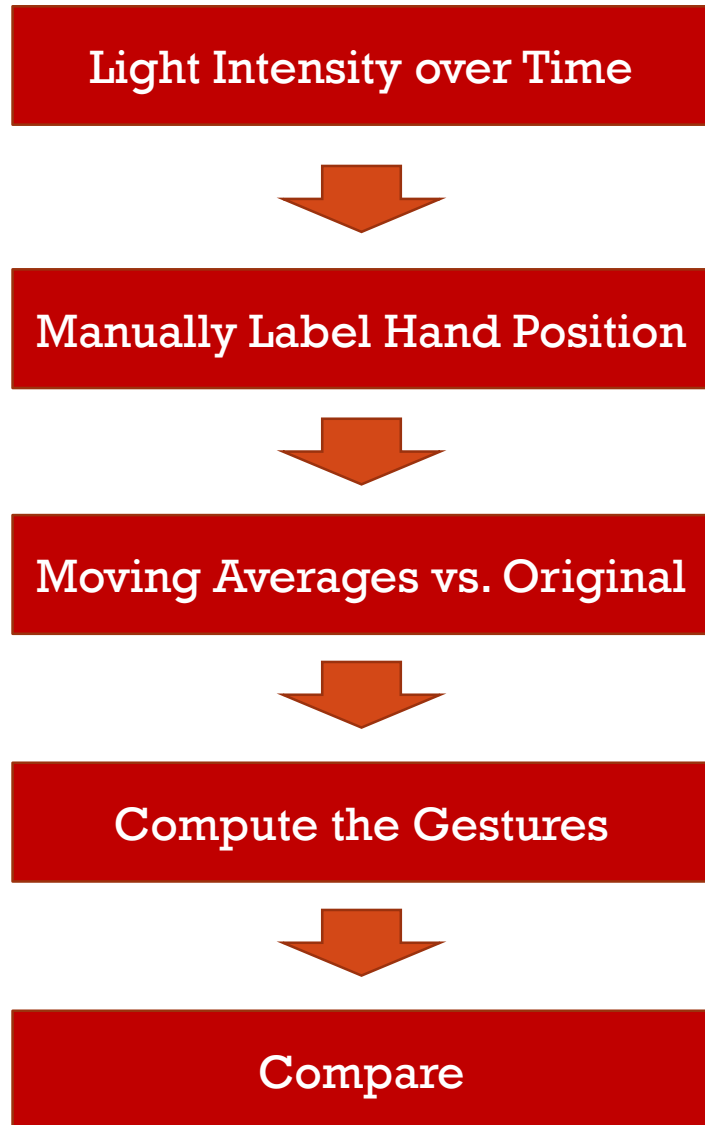 Light Intensity over Time
Manually Label Hand Position
Moving Averages vs. Original
Compute the Gestures
Compare